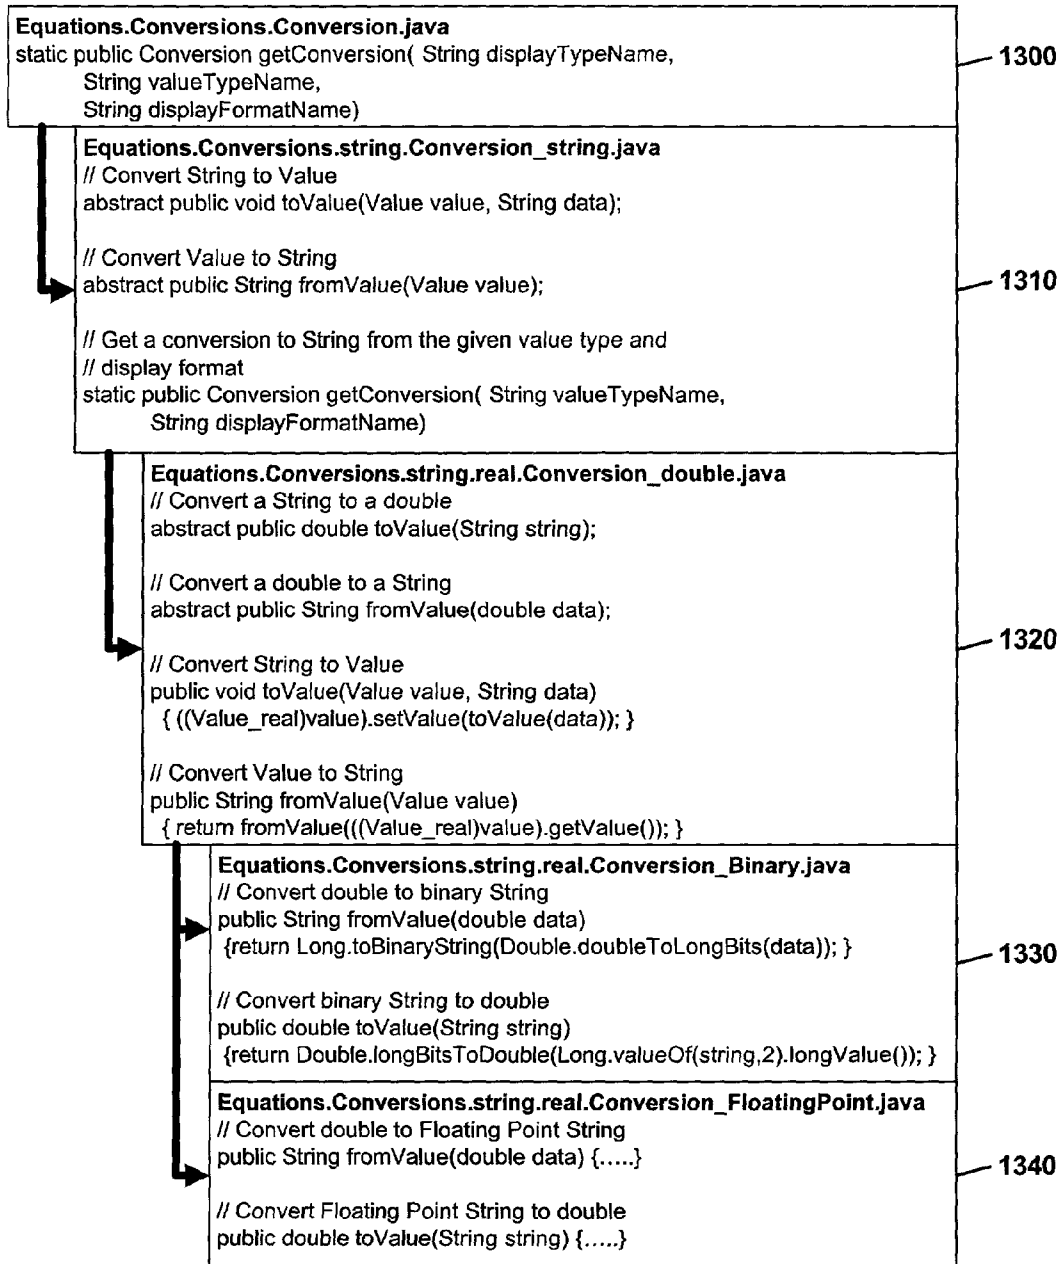 Equations.Conversions.Conversion.java
static public Conversion getConversion( String displayTypeName,
String valueTypeName,
String displayFormatName)
1300
Equations.Conversions.string.Conversion_string.java
// Convert String to Value
abstract public void toValue(Value value, String data);
// Convert Value to String
abstract public String fromValue(Value value);
// Get a conversion to String from the given value type and
// display format
static public Conversion getConversion( String valueTypeName,
String displayFormatName)
1310
Equations.Conversions.string.real.Conversion_double.java
// Convert a String to a double
abstract public double toValue(String string);
// Convert a double to a String
abstract public String fromValue(double data);
// Convert String to Value
public void toValue(Value value, String data)
{ ((Value_real)value).setValue(toValue(data)); }
// Convert Value to String
public String fromValue(Value value)
{ return fromValue(((Value_real)value).getValue()); }
1320
Equations.Conversions.string.real.Conversion_Binary.java
// Convert double to binary String
public String fromValue(double data)
{return Long.toBinaryString(Double.doubleToLongBits(data)); }
// Convert binary String to double
public double toValue(String string)
{return Double.longBitsToDouble(Long.valueOf(string,2).longValue()); }
1330
Equations.Conversions.string.real.Conversion_FloatingPoint.java
// Convert double to Floating Point String
public String fromValue(double data) {.....}
// Convert Floating Point String to double
public double toValue(String string) {.....}
1340